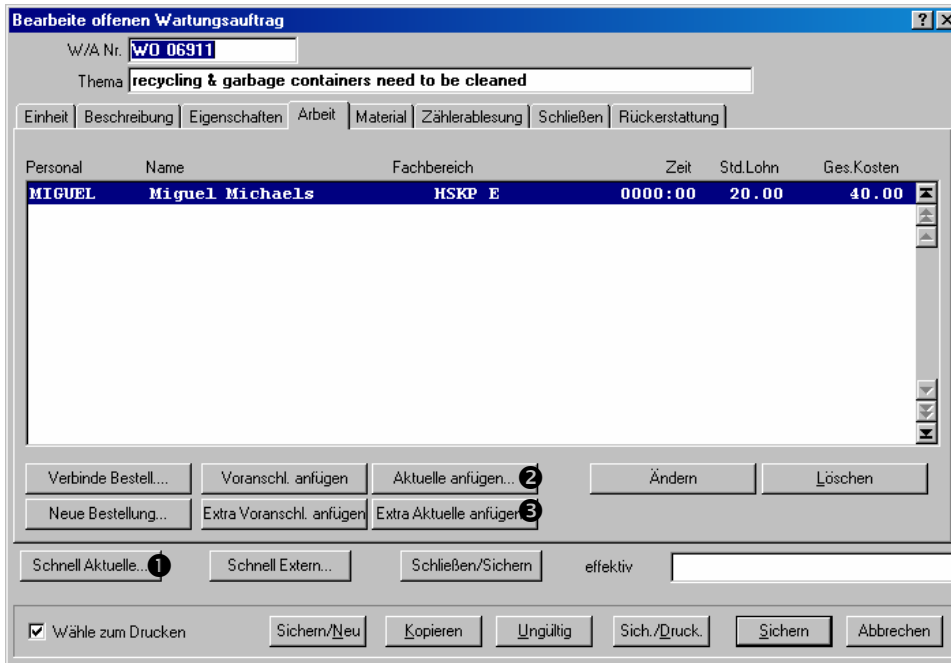 Bearbeite offenen Wartungsauftrag
W/A Nr. WO 06911
Thema recycling & garbage containers need to be cleaned
Einheit Beschreibung Eigenschaften Arbeit Material Zählerablesung Schließen Rückerstattung
Personal Name Fachbereich Zeit Std.Lohn Ges.Kosten
MIGUEL Miguel Michaels HSKP E 0000:00 20.00 40.00
Verbinde Bestell.... Voranschl. anfügen Aktuelle anfügen... ❷ Ändern Löschen
Neue Bestellung... Extra Voranschl. anfügen Extra Aktuelle anfügen ❸
Schnell Aktuelle... ❶ Schnell Extern... Schließen/Sichern effektiv
Wähle zum Drucken Sichern/Neu Kopieren Ungültig Sich./Druck. Sichern Abbrechen